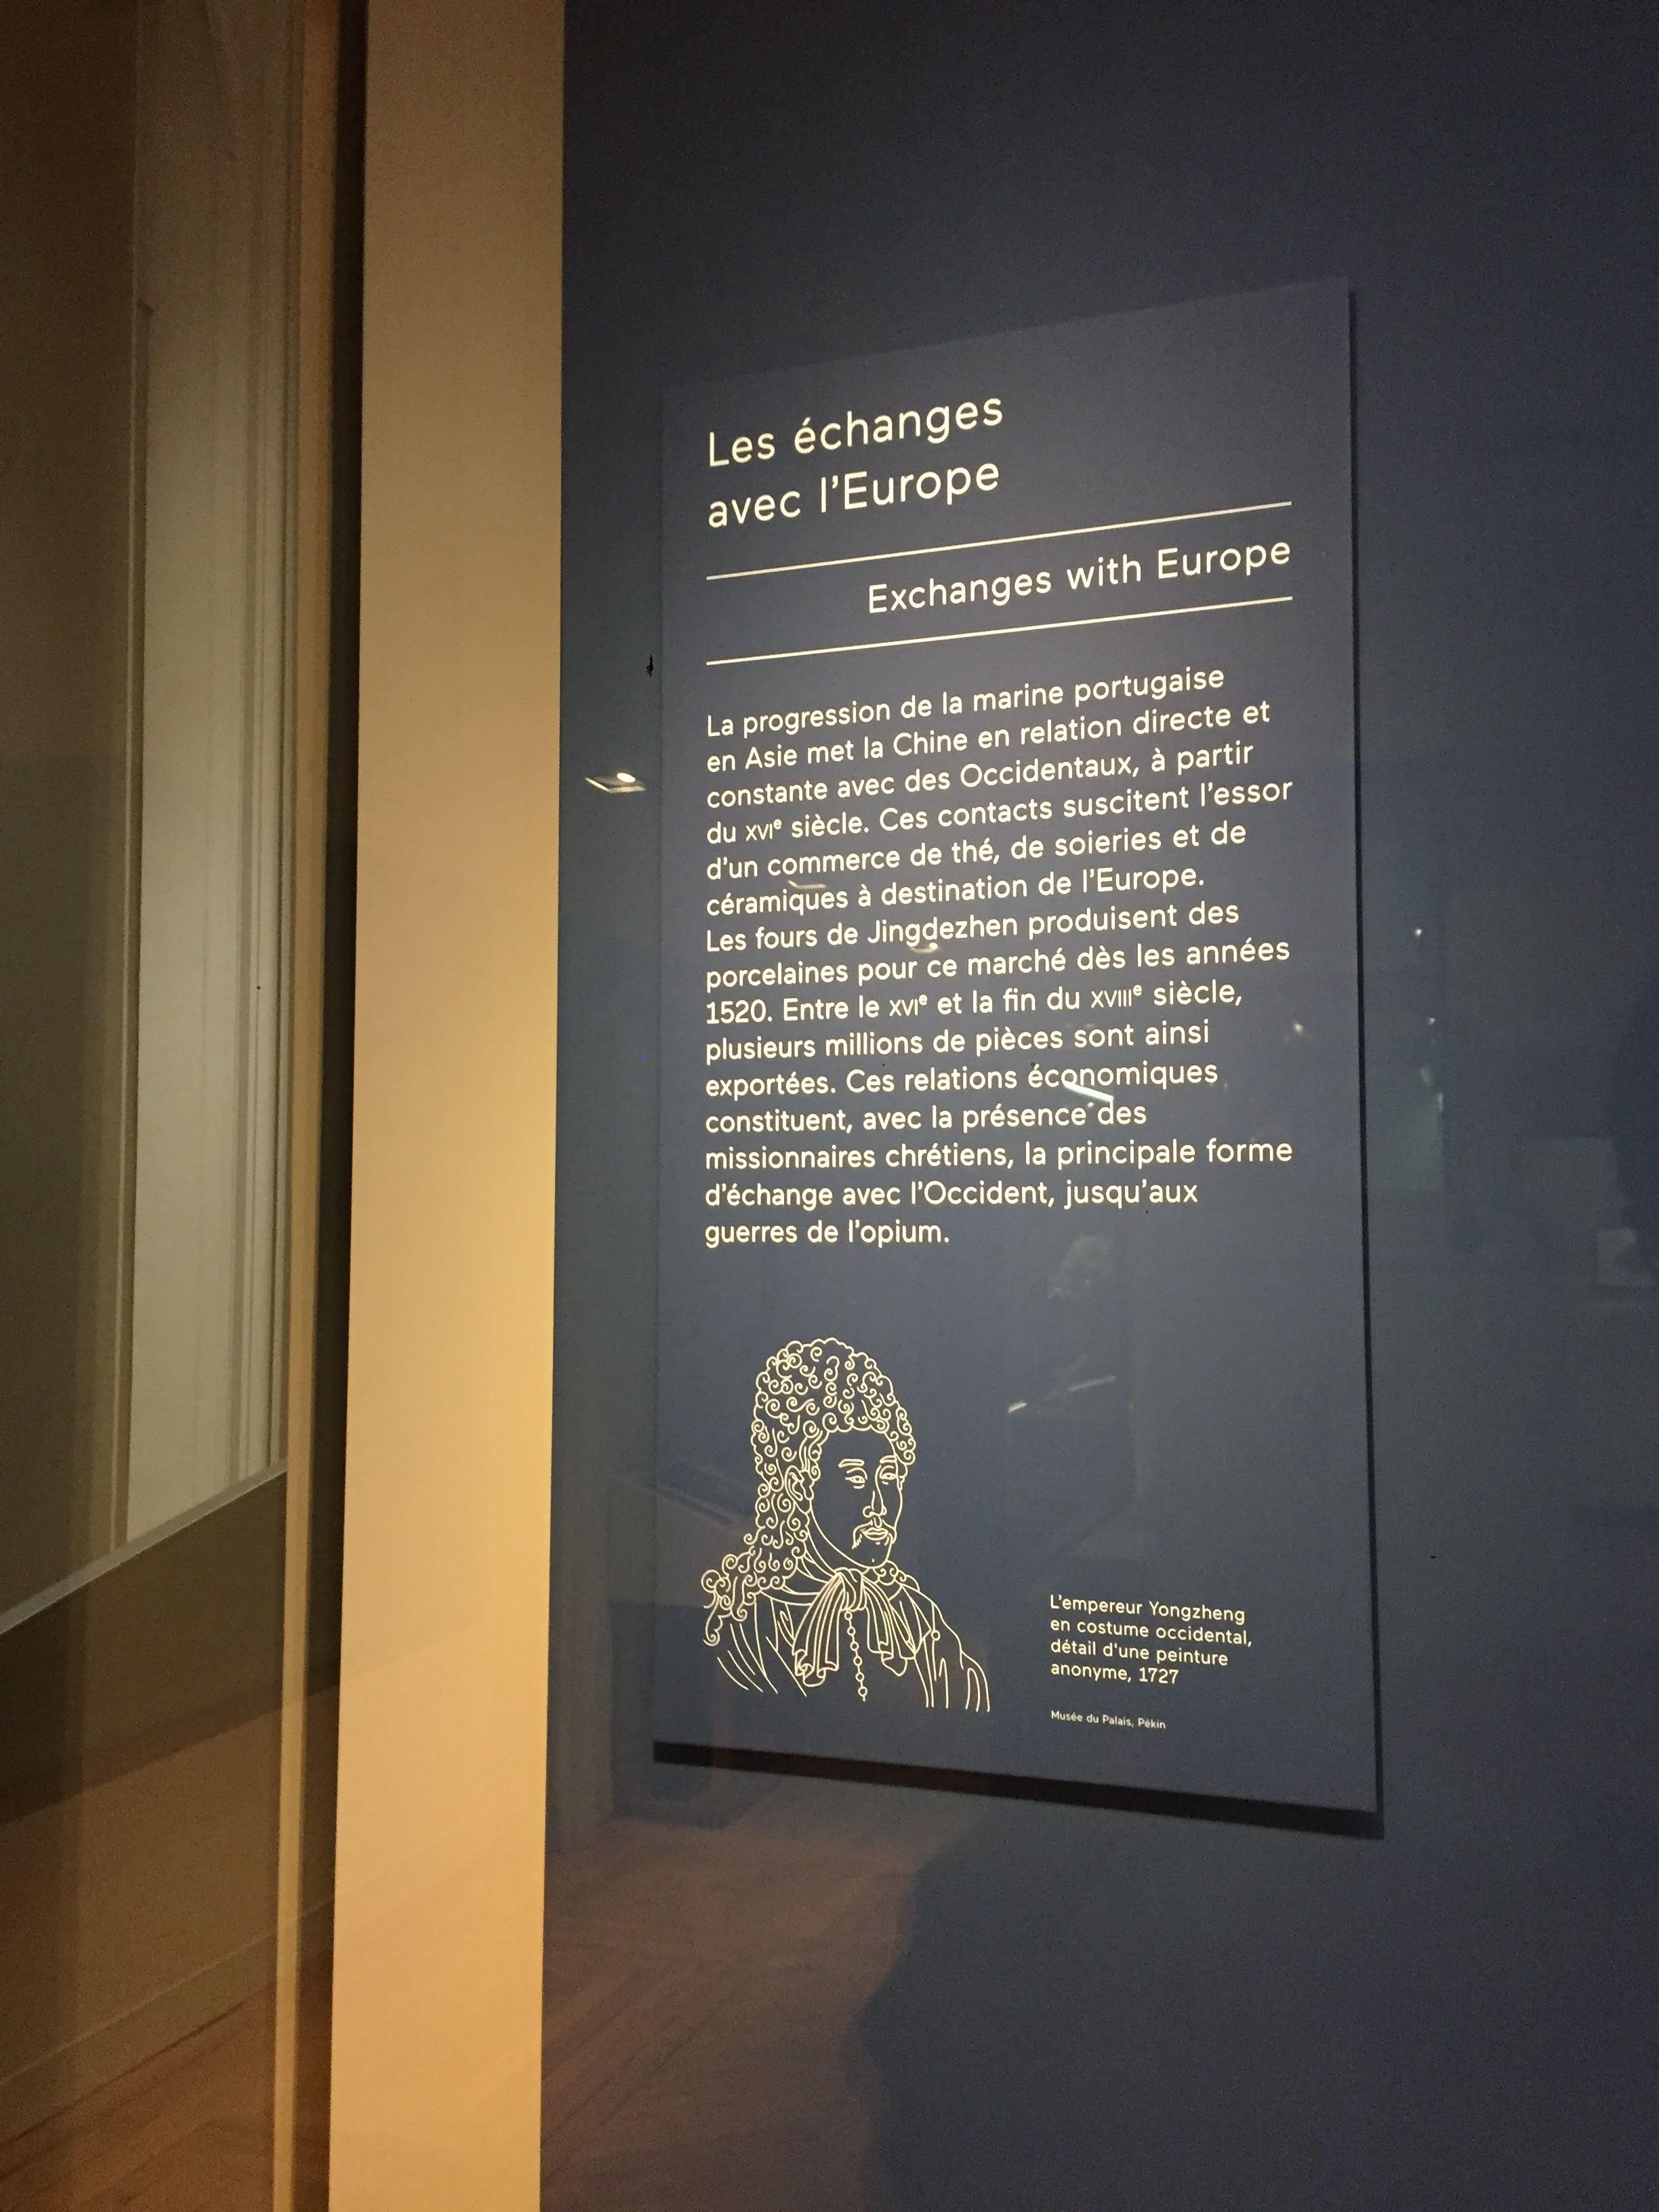 Les échanges
avec l'Europe
Exchanges with Europe
La progression de la marine portugaise
en Asie met la Chine en relation directe et
constante avec des Occidentaux, à partir
du XVIe siècle. Ces contacts suscitent l'essor
d'un commerce de thé, de soieries et de
céramiques à destination de l'Europe.
Les fours de Jingdezhen produisent des
porcelaines pour ce marché dès les années
1520. Entre le XVIe et la fin du XVIIIe siècle,
plusieurs millions de pièces sont ainsi
exportées. Ces relations économiques
constituent, avec la présence des
missionnaires chrétiens, la principale forme
d'échange avec l'Occident, jusqu'aux
guerres de l'opium.
L'empereur Yongzheng
en costume occidental,
détail d'une peinture
anonyme, 1727
Musée du Palais, Pékin